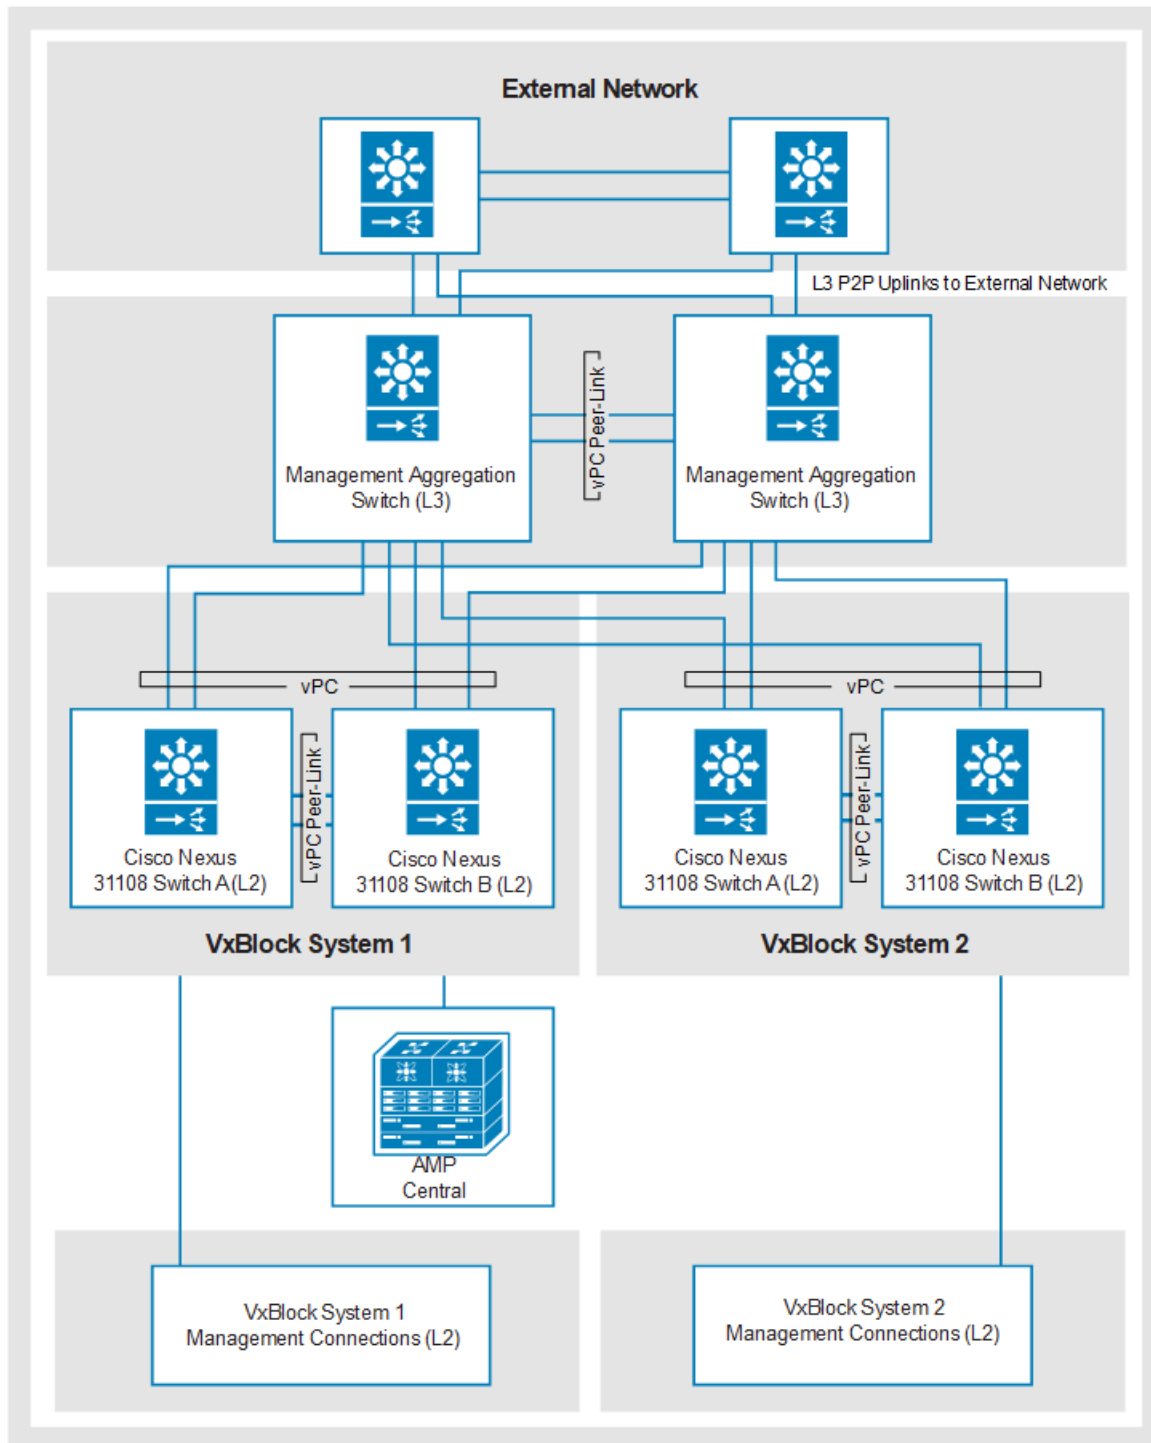 External Network
L3 P2P Uplinks to External Network
vPC Peer-Link
Management Aggregation
Switch (L3)
Management Aggregation
Switch (L3)
vPC
vPC
vPC Peer-Link
vPC Peer-Link
Cisco Nexus
31108 Switch A (L2)
Cisco Nexus
31108 Switch B (L2)
Cisco Nexus
31108 Switch A (L2)
Cisco Nexus
31108 Switch B (L2)
VxBlock System 1
VxBlock System 2
AMP
Central
VxBlock System 1
Management Connections (L2)
VxBlock System 2
Management Connections (L2)